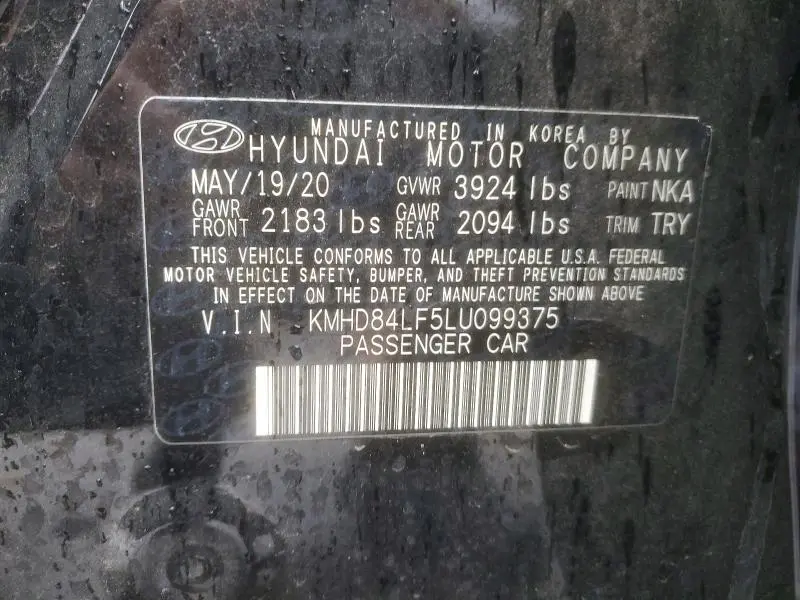 MANUFACTURED IN KOREA BY
HYUNDAI MOTOR COMPANY
MAY/19/20 GVWR 3924 lbs PAINT NKA
GAWR FRONT 2183 lbs GAWR REAR 2094 lbs TRIM TRY
THIS VEHICLE CONFORMS TO ALL APPLICABLE U.S.A. FEDERAL
MOTOR VEHICLE SAFETY, BUMPER, AND THEFT PREVENTION STANDARDS
IN EFFECT ON THE DATE OF MANUFACTURE SHOWN ABOVE
V.I.N KMHD84LF5LU099375
PASSENGER CAR